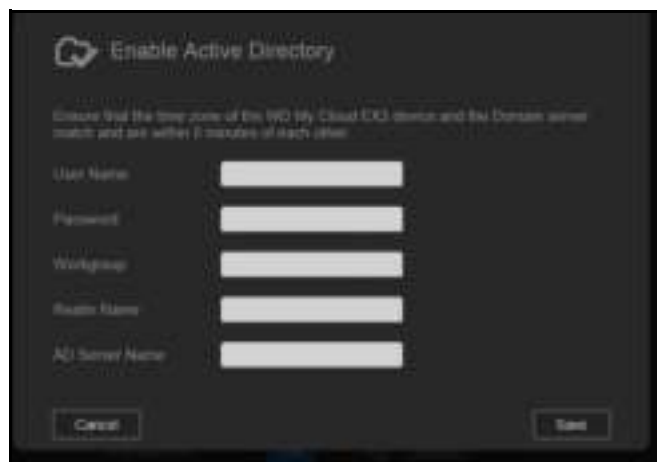 Enable Active Directory
Ensure that the time zone of the WD My Cloud EX2 device and the Domain server
match and are within 5 minutes of each other.
User Name
Password
Workgroup
Realm Name
AD Server Name
Cancel
Save